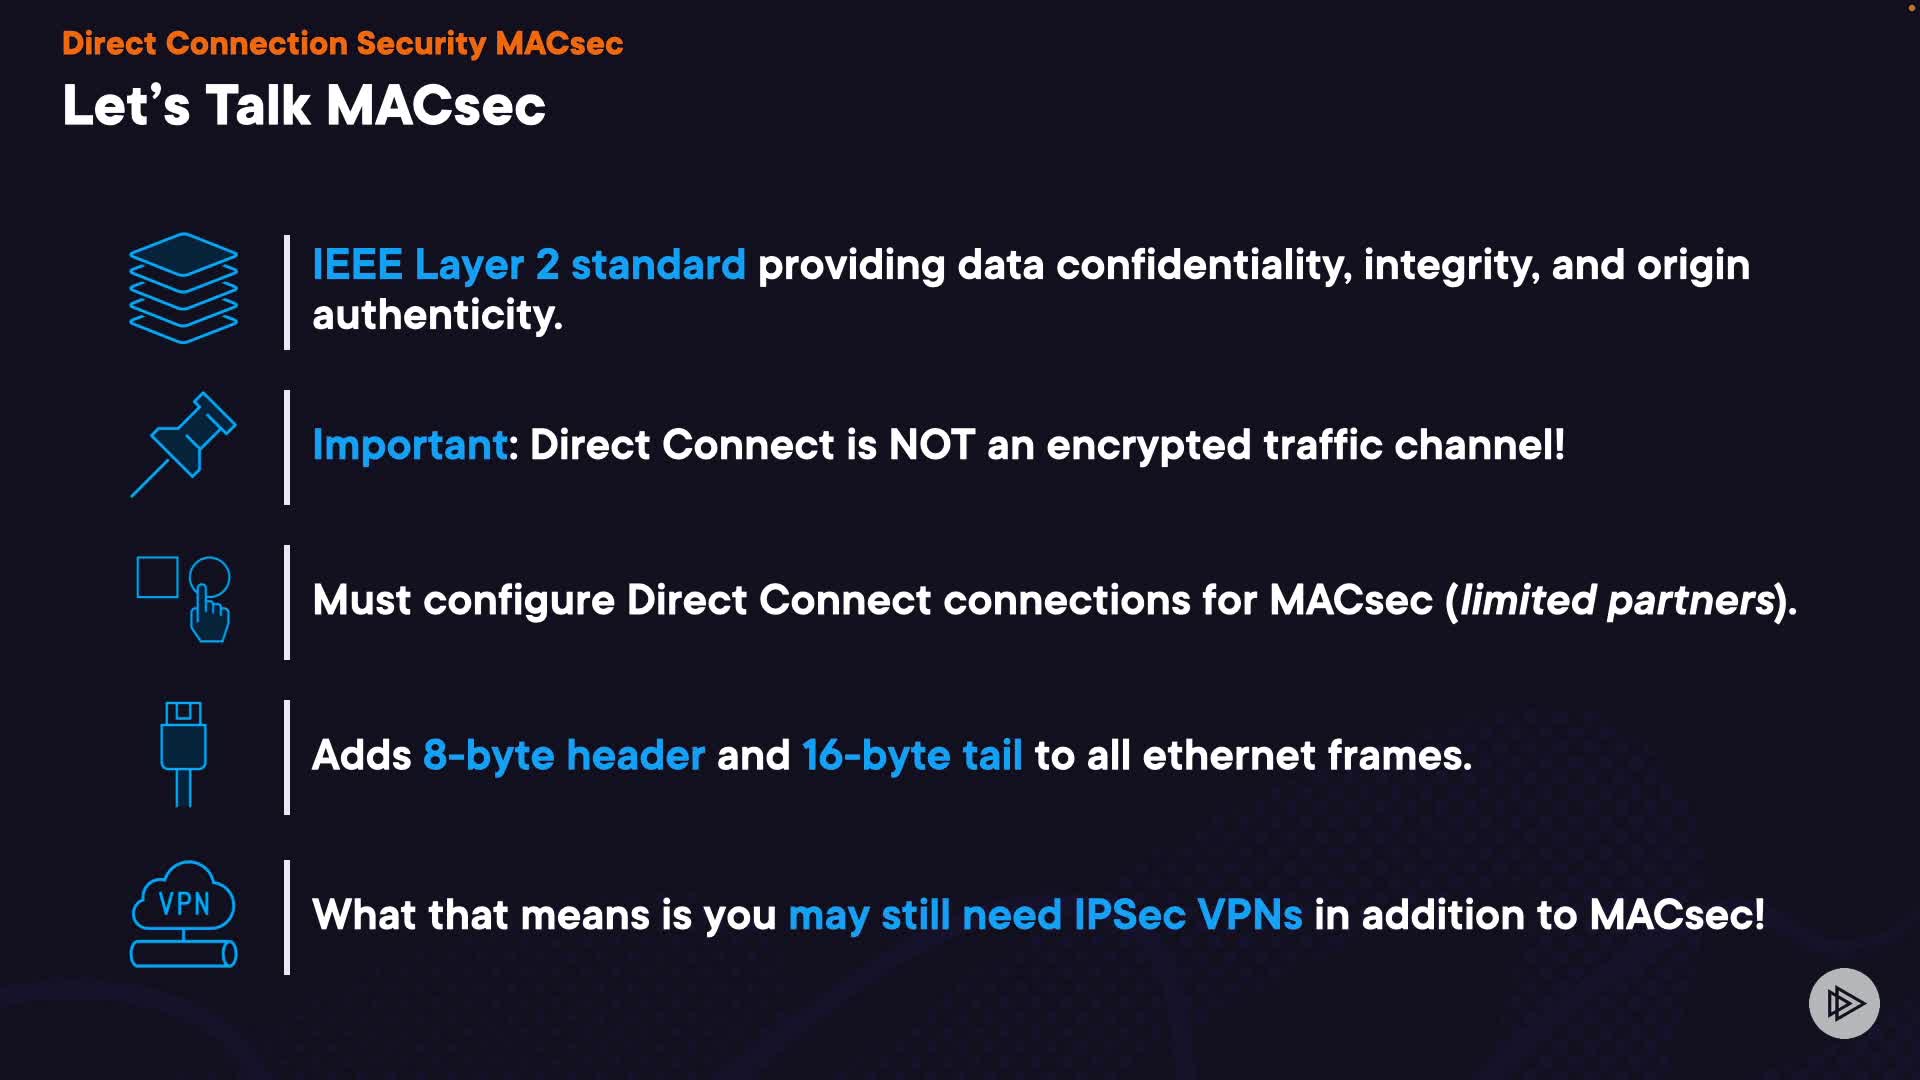 Direct Connection Security MACsec
Let’s Talk MACsec
IEEE Layer 2 standard providing data confidentiality, integrity, and origin
authenticity.
Important: Direct Connect is NOT an encrypted traffic channel!
Must configure Direct Connect connections for MACsec (limited partners).
Adds 8-byte header and 16-byte tail to all ethernet frames.
VPN
What that means is you may still need IPSec VPNs in addition to MACsec!